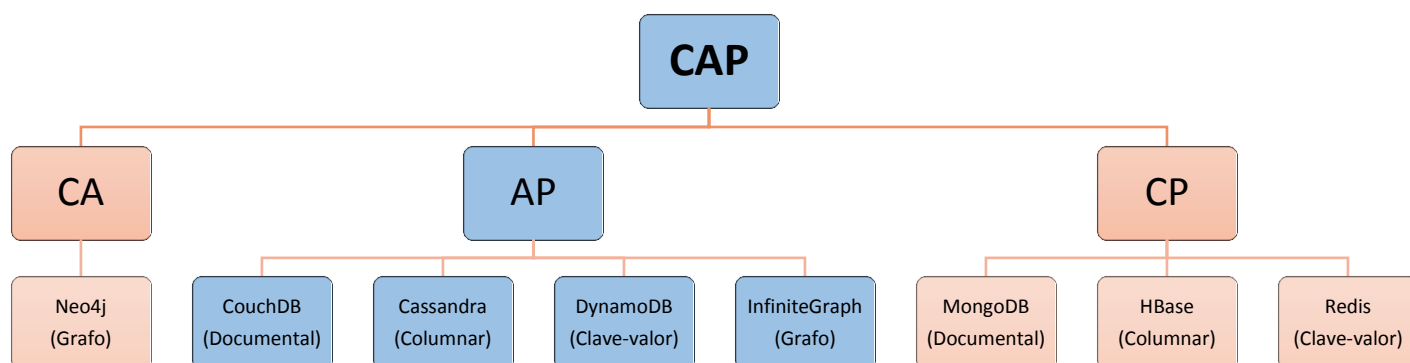 CAP
CA
AP
CP
Neo4j
(Grafo)
CouchDB
(Documental)
Cassandra
(Columnar)
DynamoDB
(Clave-valor)
InfiniteGraph
(Grafo)
MongoDB
(Documental)
HBase
(Columnar)
Redis
(Clave-valor)